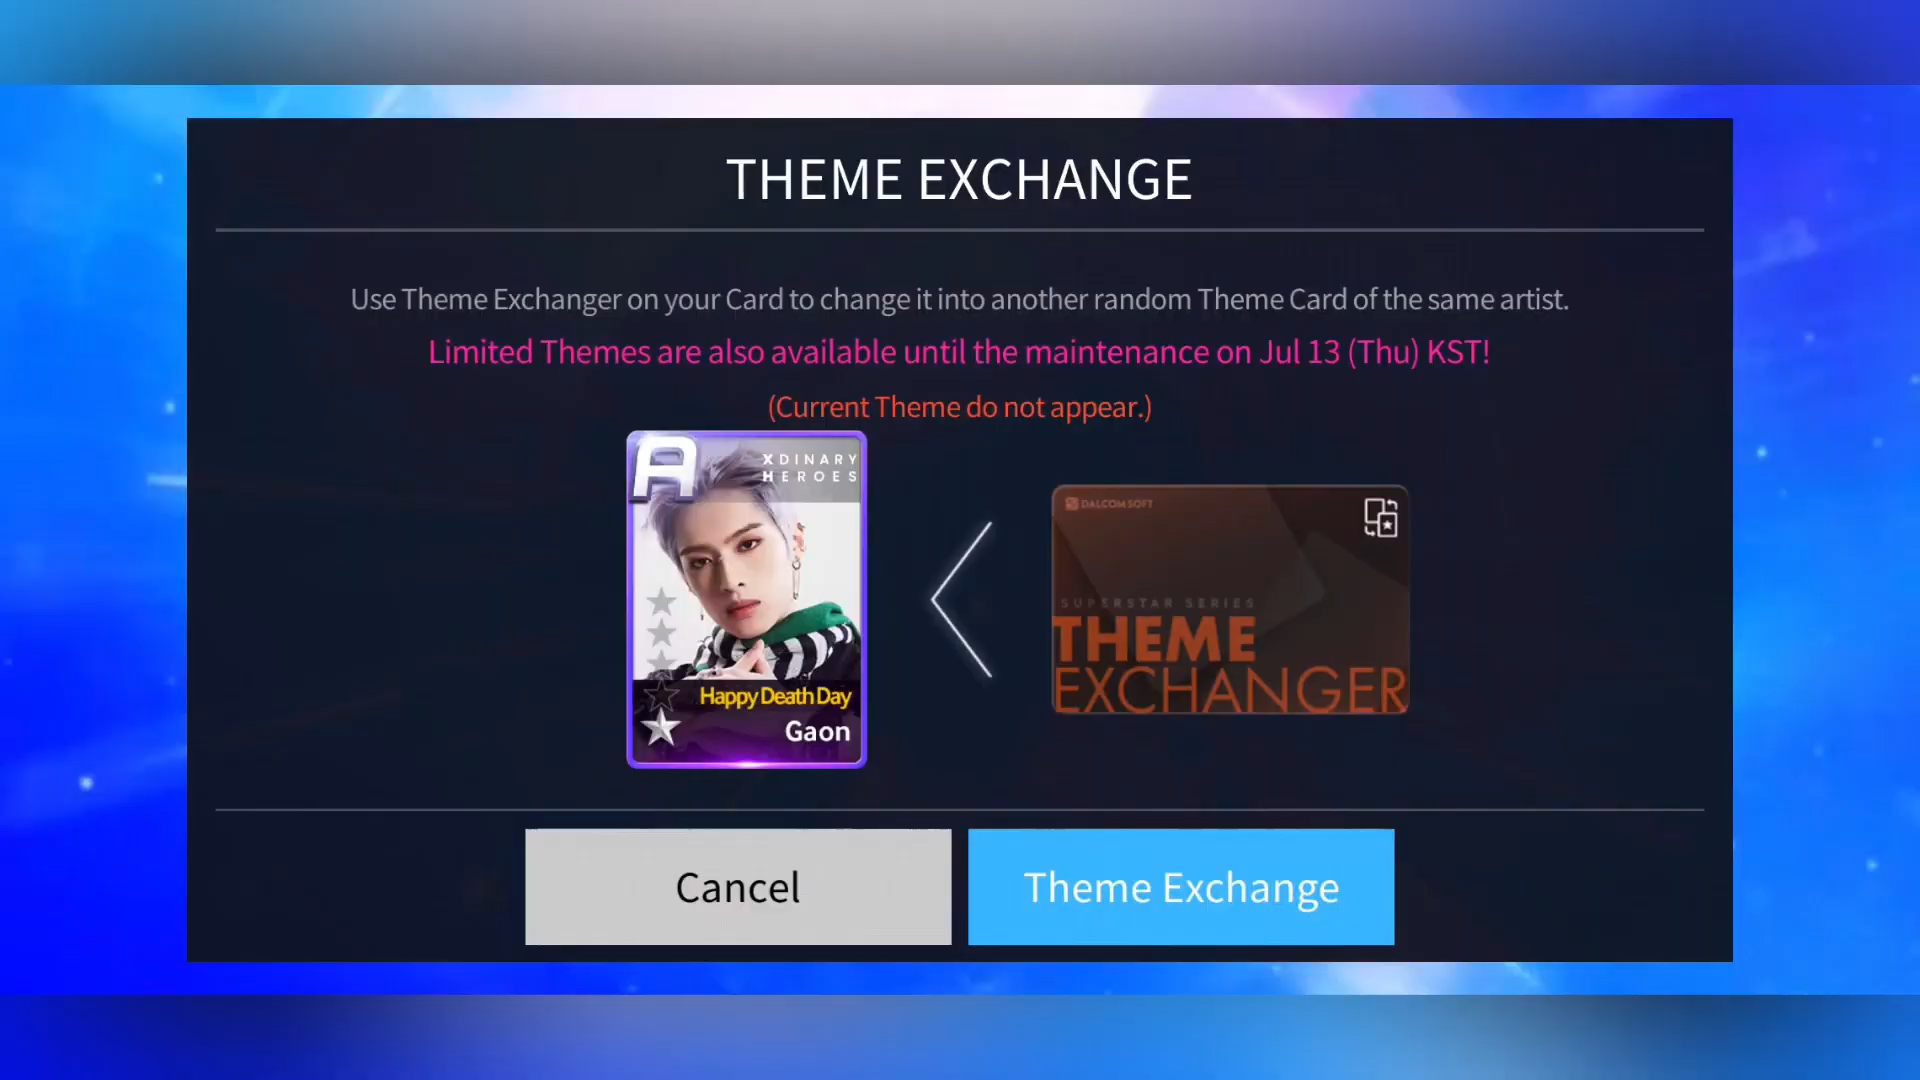 THEME EXCHANGE
Use Theme Exchanger on your Card to change it into another random Theme Card of the same artist.
Limited Themes are also available until the maintenance on Jul 13 (Thu) KST!
(Current Theme do not appear.)
A
XDINARY
HEROES
Happy Death Day
Gaon
DALCOMSOFT
SUPERSTAR SERIES
THEME
EXCHANGER
Cancel
Theme Exchange